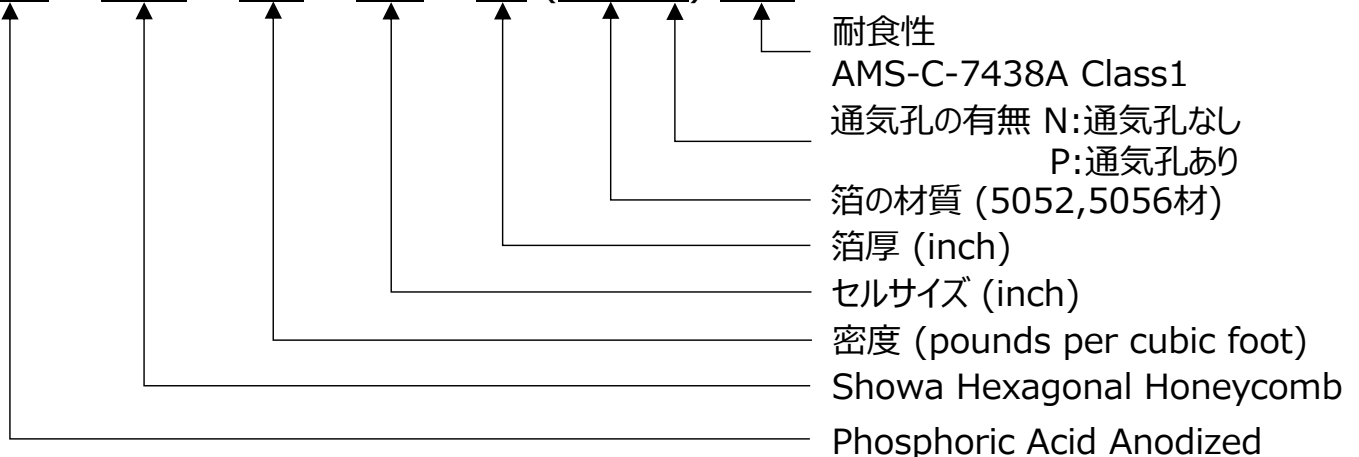 耐食性
AMS-C-7438A Class1
通気孔の有無 N:通気孔なし
P:通気孔あり
箔の材質 (5052,5056材)
箔厚 (inch)
セルサイズ (inch)
密度 (pounds per cubic foot)
Showa Hexagonal Honeycomb
Phosphoric Acid Anodized